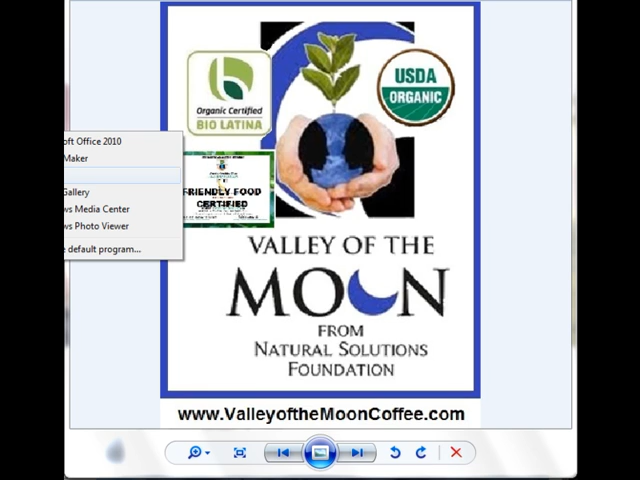 oft Office 2010
Maker
Gallery
ws Media Center
ws Photo Viewer
e default program...
Organic Certified
BIO LATINA
USDA
ORGANIC
FRIENDLY FOOD
CERTIFIED
VALLEY OF THE
MOON
FROM
NATURAL SOLUTIONS
FOUNDATION
www.ValleyoftheMoonCoffee.com